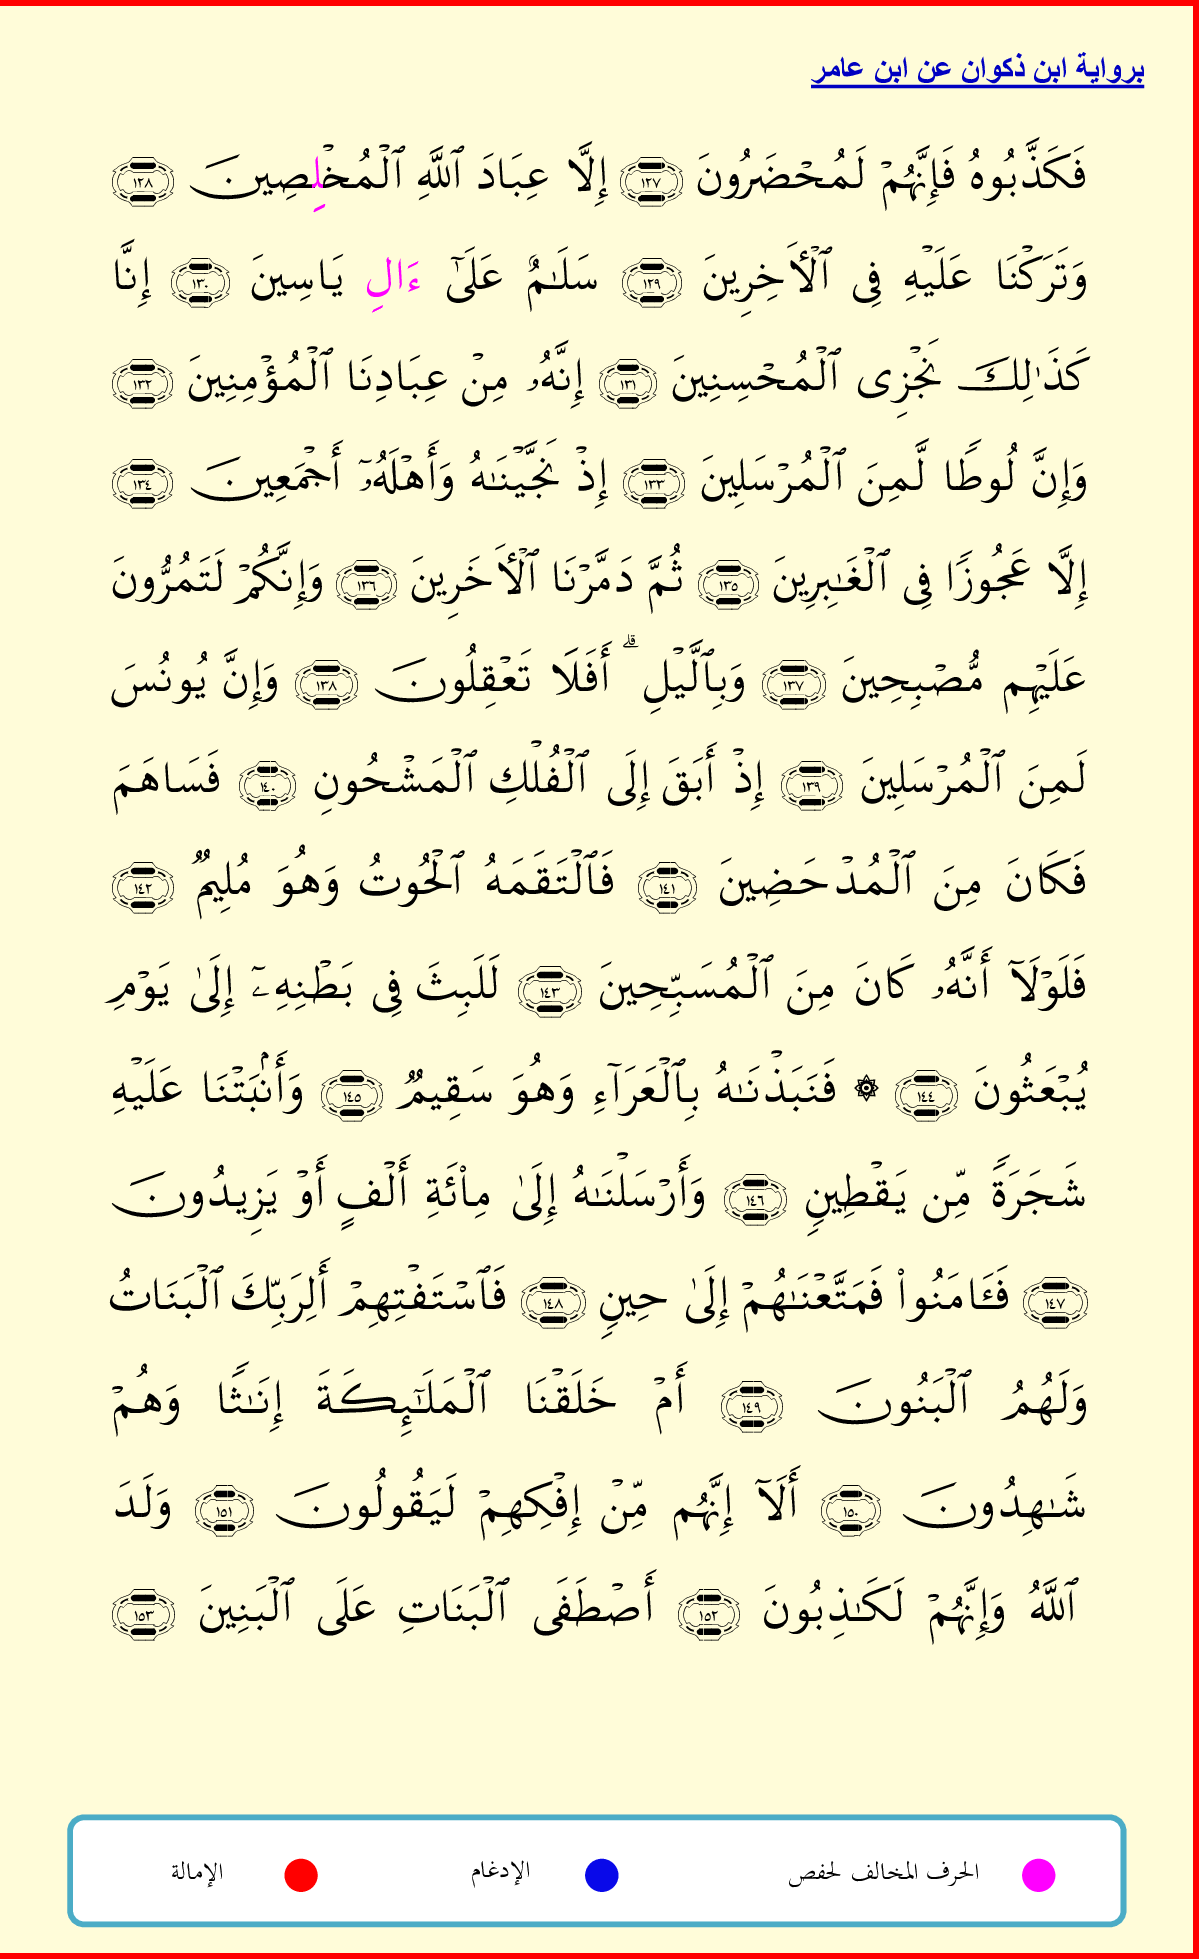 برواية ابن ذكوان عن ابن عامر
فَكَذَّبُوهُ فَإِنَّهُمْ لَمُحْضَرُونَ ١٢٧ إِلَّا عِبَادَ ٱللَّهِ ٱلْمُخْلِصِينَ ١٢٨
وَتَرَكْنَا عَلَيْهِ فِى ٱلْأَخِرِينَ ١٢٩ سَلَـٰمٌ عَلَىٰٓ ءَالِ يَاسِينَ ١٣٠ إِنَّا
كَذَٰلِكَ نَجْزِى ٱلْمُحْسِنِينَ ١٣١ إِنَّهُۥ مِنْ عِبَادِنَا ٱلْمُؤْمِنِينَ ١٣٢
وَإِنَّ لُوطًا لَّمِنَ ٱلْمُرْسَلِينَ ١٣٣ إِذْ نَجَّيْنَـٰهُ وَأَهْلَهُۥٓ أَجْمَعِينَ ١٣٤
إِلَّا عَجُوزًا فِى ٱلْغَـٰبِرِينَ ١٣٥ ثُمَّ دَمَّرْنَا ٱلْأَخَرِينَ ١٣٦ وَإِنَّكُمْ لَتَمُرُّونَ
عَلَيْهِم مُّصْبِحِينَ ١٣٧ وَبِٱلَّيْلِ ۗ أَفَلَا تَعْقِلُونَ ١٣٨ وَإِنَّ يُونُسَ
لَمِنَ ٱلْمُرْسَلِينَ ١٣٩ إِذْ أَبَقَ إِلَى ٱلْفُلْكِ ٱلْمَشْحُونِ ١٤٠ فَسَاهَمَ
فَكَانَ مِنَ ٱلْمُدْحَضِينَ ١٤١ فَٱلْتَقَمَهُ ٱلْحُوتُ وَهُوَ مُلِيمٌ ١٤٢
فَلَوْلَآ أَنَّهُۥ كَانَ مِنَ ٱلْمُسَبِّحِينَ ١٤٣ لَلَبِثَ فِى بَطْنِهِۦٓ إِلَىٰ يَوْمِ
يُبْعَثُونَ ١٤٤ ۞ فَنَبَذْنَـٰهُ بِٱلْعَرَآءِ وَهُوَ سَقِيمٌ ١٤٥ وَأَنۢبَتْنَا عَلَيْهِ
شَجَرَةً مِّن يَقْطِينٍ ١٤٦ وَأَرْسَلْنَـٰهُ إِلَىٰ مِا۟ئَةِ أَلْفٍ أَوْ يَزِيدُونَ
١٤٧ فَـَٔامَنُوا۟ فَمَتَّعْنَـٰهُمْ إِلَىٰ حِينٍ ١٤٨ فَٱسْتَفْتِهِمْ أَلِرَبِّكَ ٱلْبَنَاتُ
وَلَهُمُ ٱلْبَنُونَ ١٤٩ أَمْ خَلَقْنَا ٱلْمَلَـٰٓئِكَةَ إِنَـٰثًا وَهُمْ
شَـٰهِدُونَ ١٥٠ أَلَآ إِنَّهُم مِّنْ إِفْكِهِمْ لَيَقُولُونَ ١٥١ وَلَدَ
ٱللَّهُ وَإِنَّهُمْ لَكَـٰذِبُونَ ١٥٢ أَصْطَفَى ٱلْبَنَاتِ عَلَى ٱلْبَنِينَ ١٥٣
الحرف المخالف لحفص الإدغام الإمالة